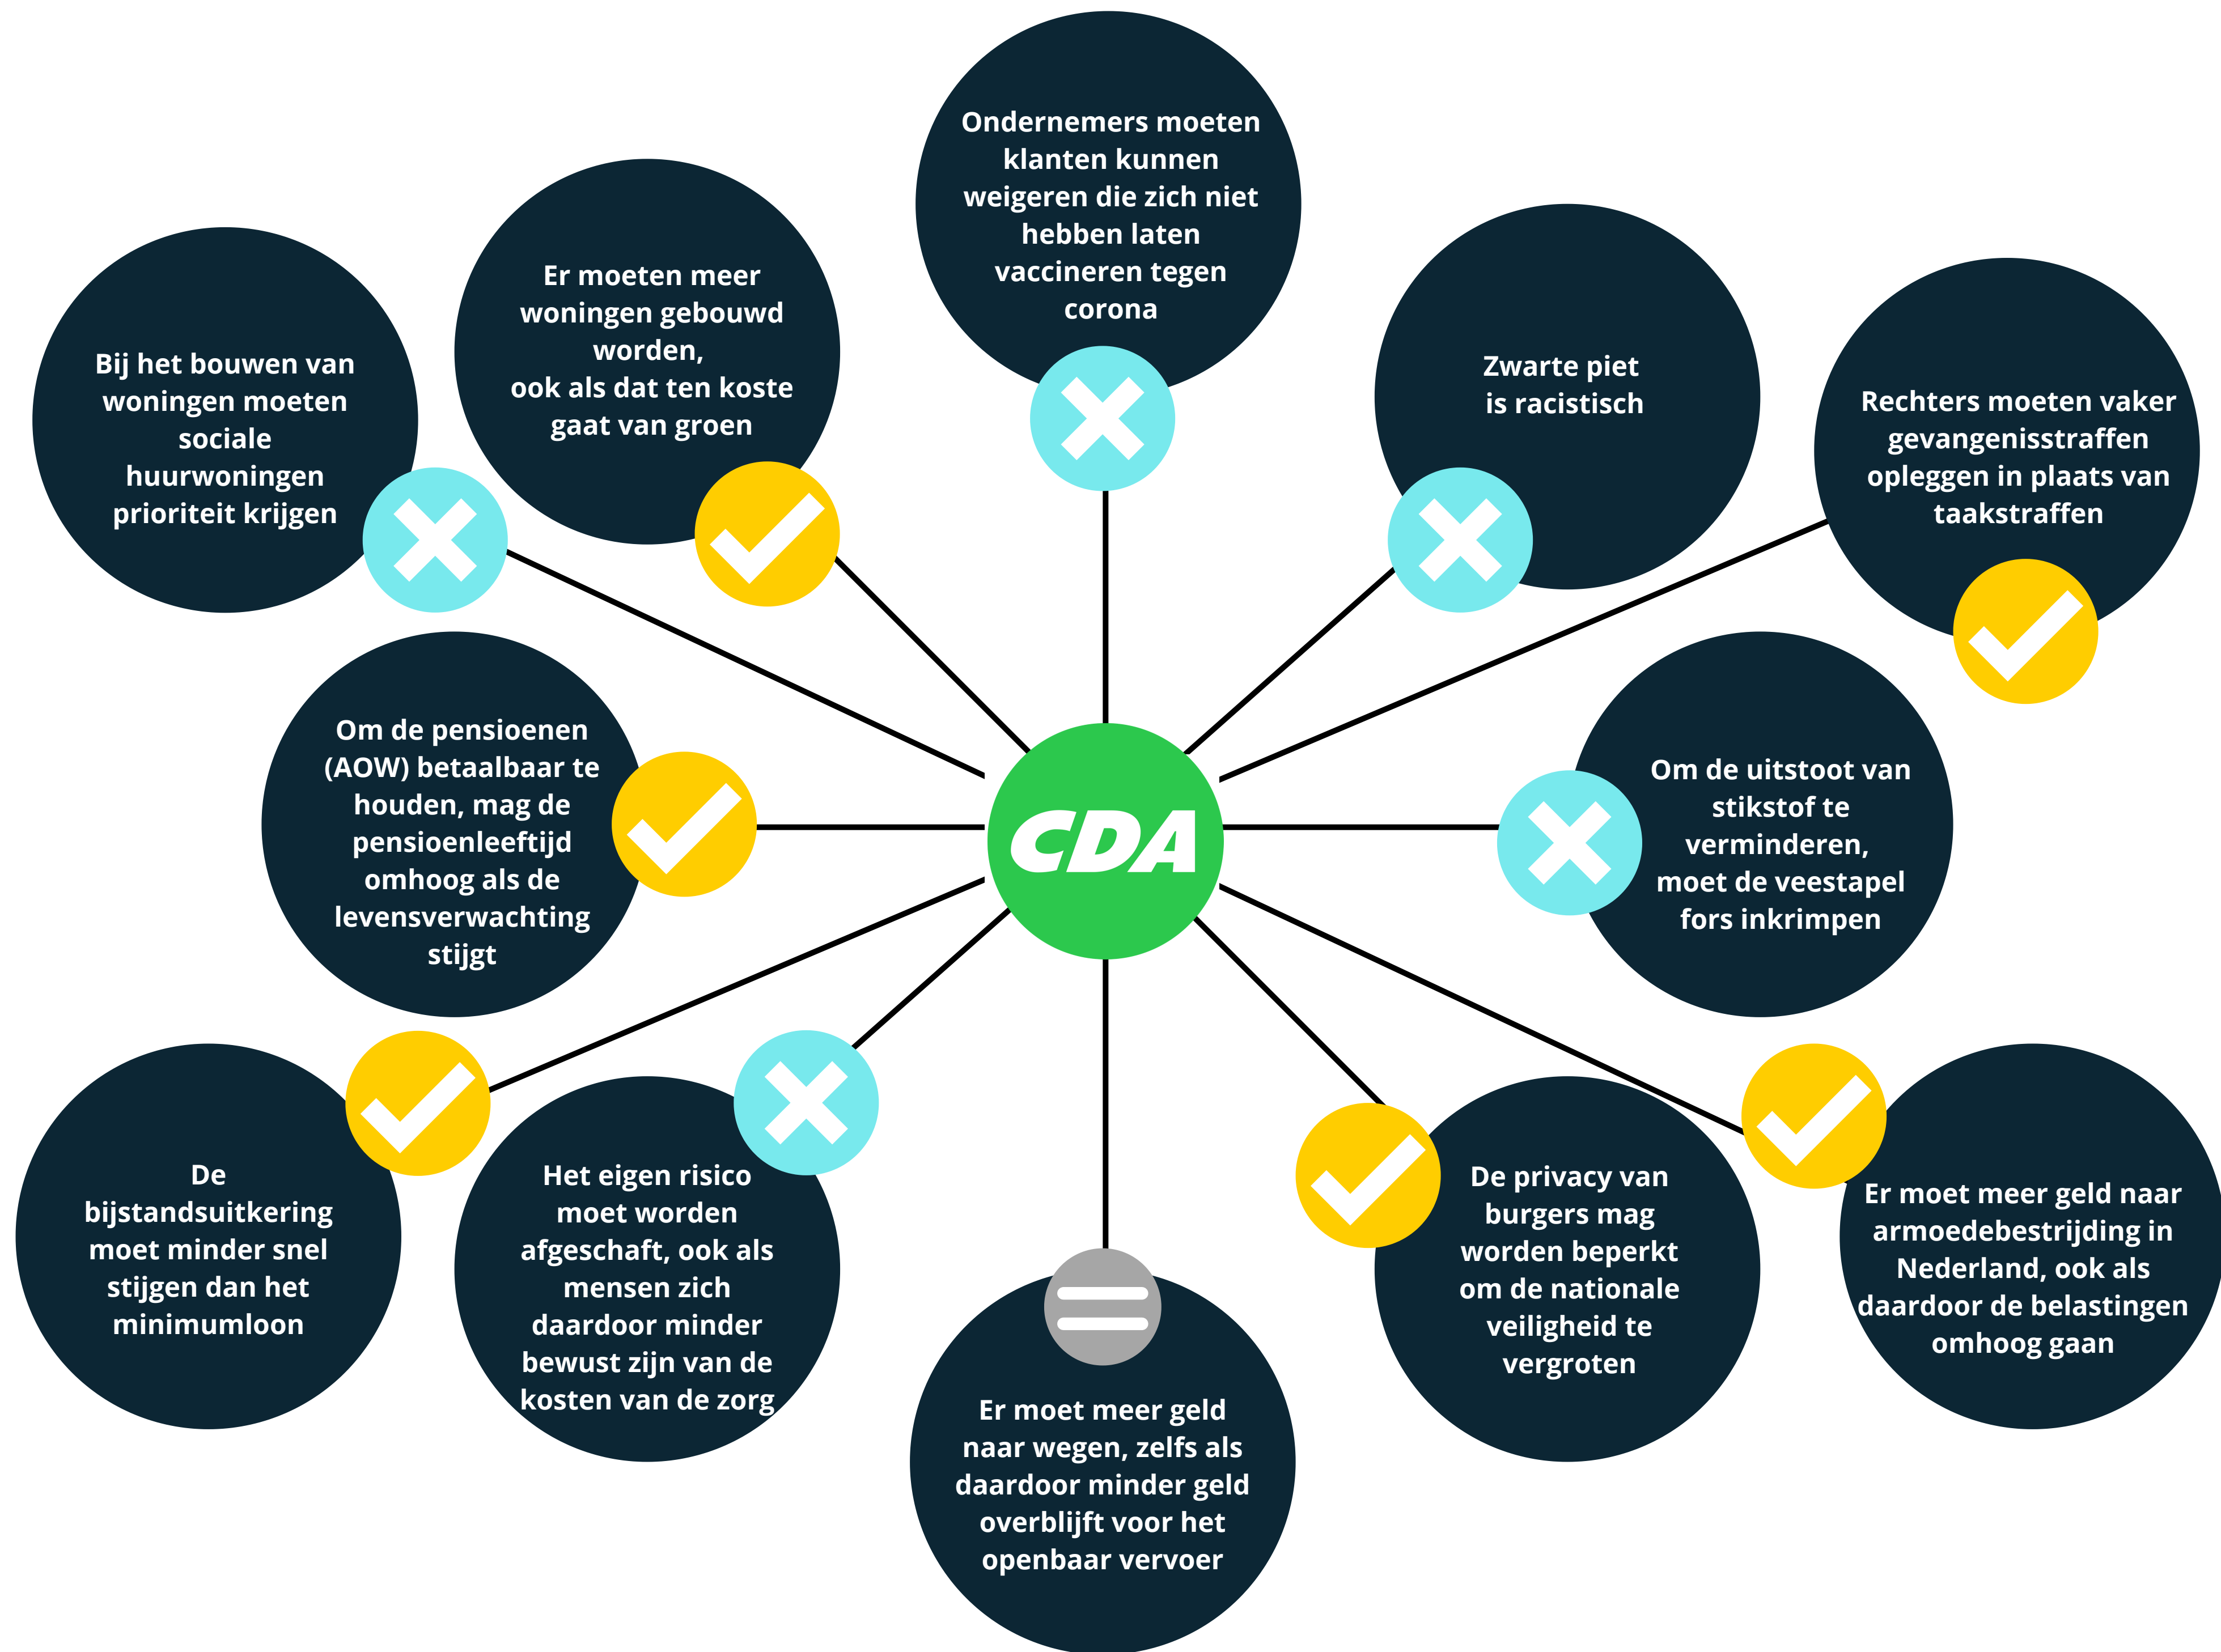 Ondernemers moeten
klanten kunnen
weigeren die zich niet
hebben laten
vaccineren tegen
corona
Er moeten meer
woningen gebouwd
worden,
ook als dat ten koste
gaat van groen
Bij het bouwen van
woningen moeten
sociale
huurwoningen
prioriteit krijgen
Zwarte piet
is racistisch
Rechters moeten vaker
gevangenisstraffen
opleggen in plaats van
taakstraffen
Om de pensioenen
(AOW) betaalbaar te
houden, mag de
pensioenleeftijd
omhoog als de
levensverwachting
stijgt
CDA
Om de uitstoot van
stikstof te
verminderen,
moet de veestapel
fors inkrimpen
De
bijstandsuitkering
moet minder snel
stijgen dan het
minimumloon
Het eigen risico
moet worden
afgeschaft, ook als
mensen zich
daardoor minder
bewust zijn van de
kosten van de zorg
Er moet meer geld
naar wegen, zelfs als
daardoor minder geld
overblijft voor het
openbaar vervoer
De privacy van
burgers mag
worden beperkt
om de nationale
veiligheid te
vergroten
Er moet meer geld naar
armoedebestrijding in
Nederland, ook als
daardoor de belastingen
omhoog gaan